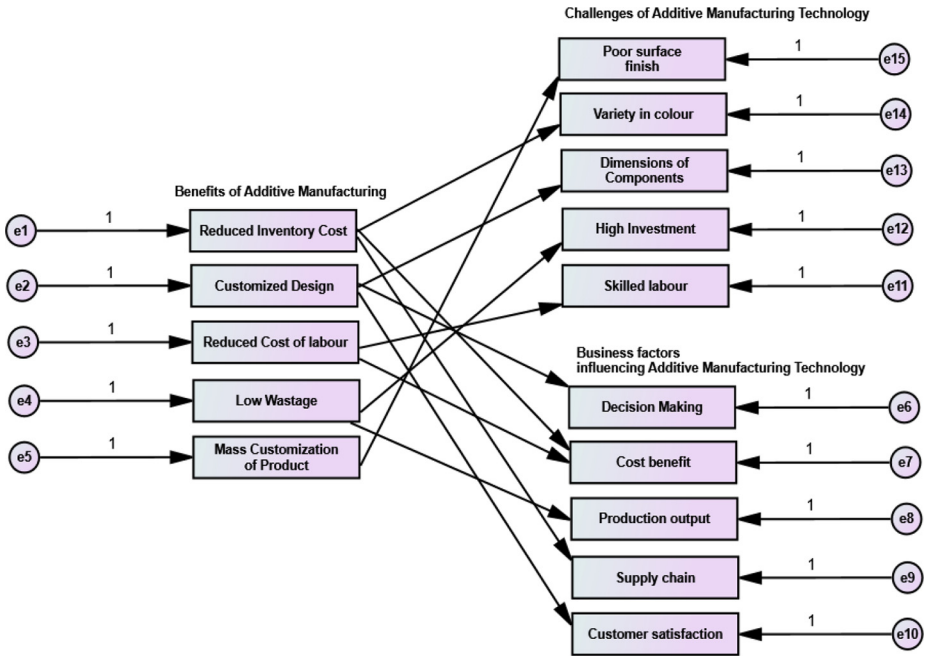 Challenges of Additive Manufacturing Technology
Poor surface
finish
1
e15
Variety in colour
1
e14
Dimensions of
Components
1
e13
High Investment
1
e12
Skilled labour
1
e11
Benefits of Additive Manufacturing
e1
1
Reduced Inventory Cost
e2
1
Customized Design
e3
1
Reduced Cost of labour
e4
1
Low Wastage
e5
1
Mass Customization
of Product
Business factors
influencing Additive Manufacturing Technology
Decision Making
1
e6
Cost benefit
1
e7
Production output
1
e8
Supply chain
1
e9
Customer satisfaction
1
e10